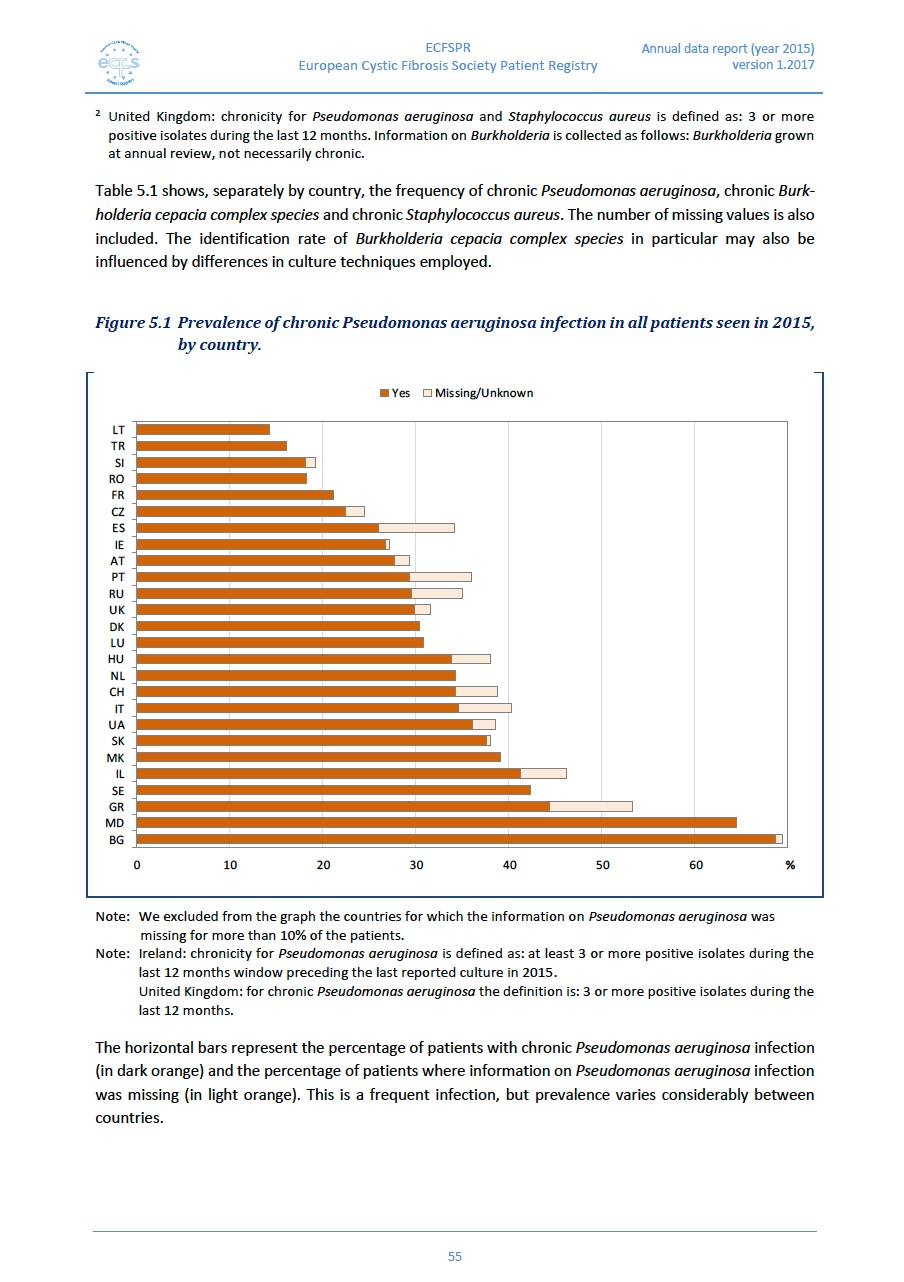 ecfs
ECFSPR
European Cystic Fibrosis Society Patient Registry
Annual data report (year 2015)
version 1.2017
² United Kingdom: chronicity for Pseudomonas aeruginosa and Staphylococcus aureus is defined as: 3 or more
positive isolates during the last 12 months. Information on Burkholderia is collected as follows: Burkholderia grown
at annual review, not necessarily chronic.
Table 5.1 shows, separately by country, the frequency of chronic Pseudomonas aeruginosa, chronic Burk-
holderia cepacia complex species and chronic Staphylococcus aureus. The number of missing values is also
included. The identification rate of Burkholderia cepacia complex species in particular may also be
influenced by differences in culture techniques employed.
Figure 5.1 Prevalence of chronic Pseudomonas aeruginosa infection in all patients seen in 2015,
by country.
Yes Missing/Unknown
LT
TR
SI
RO
FR
CZ
ES
IE
AT
PT
RU
UK
DK
LU
HU
NL
CH
IT
UA
SK
MK
IL
SE
GR
MD
BG
0 10 20 30 40 50 60 %
Note: We excluded from the graph the countries for which the information on Pseudomonas aeruginosa was
missing for more than 10% of the patients.
Note: Ireland: chronicity for Pseudomonas aeruginosa is defined as: at least 3 or more positive isolates during the
last 12 months window preceding the last reported culture in 2015.
United Kingdom: for chronic Pseudomonas aeruginosa the definition is: 3 or more positive isolates during the
last 12 months.
The horizontal bars represent the percentage of patients with chronic Pseudomonas aeruginosa infection
(in dark orange) and the percentage of patients where information on Pseudomonas aeruginosa infection
was missing (in light orange). This is a frequent infection, but prevalence varies considerably between
countries.
55